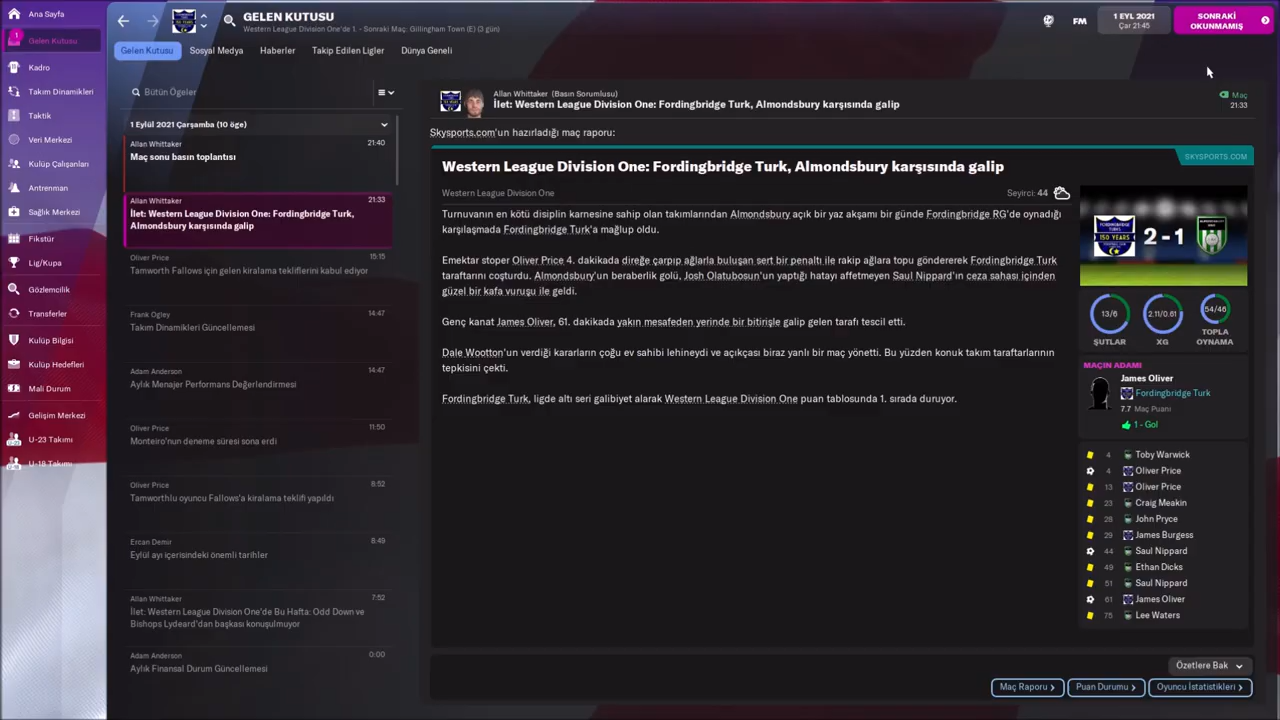 Ana Sayfa
1
Gelen Kutusu
Kadro
Takım Dinamikleri
Taktik
Veri Merkezi
Kulüp Çalışanları
Antrenman
Sağlık Merkezi
Fikstür
Lig/Kupa
Gözlemcilik
Transferler
Kulüp Bilgisi
Kulüp Hedefleri
Mali Durum
Gelişim Merkezi
U-23 Takımı
U-18 Takımı
GELEN KUTUSU
Western League Division One'de 1. - Sonraki Maç: Gillingham Town (E) (3 gün)
FM
1 EYL 2021
Çar 21:45
SONRAKİ
OKUNMAMIŞ
Gelen Kutusu
Sosyal Medya
Haberler
Takip Edilen Ligler
Dünya Geneli
Bütün Ögeler
1 Eylül 2021 Çarşamba (10 öge)
Allan Whittaker 21:40
Maç sonu basın toplantısı
Allan Whittaker 21:33
İlet: Western League Division One: Fordingbridge Turk,
Almondsbury karşısında galip
Oliver Price 15:15
Tamworth Fallows için gelen kiralama tekliflerini kabul ediyor
Frank Ogley 14:47
Takım Dinamikleri Güncellemesi
Adam Anderson 14:47
Aylık Menajer Performans Değerlendirmesi
Oliver Price 11:50
Monteiro'nun deneme süresi sona erdi
Oliver Price 8:52
Tamworthlu oyuncu Fallows'a kiralama teklifi yapıldı
Ercan Demir 8:49
Eylül ayı içerisindeki önemli tarihler
Allan Whittaker 7:52
İlet: Western League Division One'de Bu Hafta: Odd Down ve
Bishops Lydeard'dan başkası konuşulmuyor
Adam Anderson 0:00
Aylık Finansal Durum Güncellemesi
Allan Whittaker (Basın Sorumlusu)
İlet: Western League Division One: Fordingbridge Turk, Almondsbury karşısında galip
Maç
21:33
Skysports.com'un hazırladığı maç raporu:
SKYSPORTS.COM
Western League Division One: Fordingbridge Turk, Almondsbury karşısında galip
Western League Division One
Seyirci: 44
Turnuvanın en kötü disiplin karnesine sahip olan takımlarından Almondsbury açık bir yaz akşamı bir günde Fordingbridge RG'de oynadığı
karşılaşmada Fordingbridge Turk'a mağlup oldu.
Emektar stoper Oliver Price 4. dakikada direğe çarpıp ağlarla buluşan sert bir penaltı ile rakip ağlara topu göndererek Fordingbridge Turk
taraftarını coşturdu. Almondsbury'un beraberlik golü, Josh Olatubosun'un yaptığı hatayı affetmeyen Saul Nippard'ın ceza sahası içinden
güzel bir kafa vuruşu ile geldi.
Genç kanat James Oliver, 61. dakikada yakın mesafeden yerinde bir bitirişle galip gelen tarafı tescil etti.
Dale Wootton'un verdiği kararların çoğu ev sahibi lehineydi ve açıkçası biraz yanlı bir maç yönetti. Bu yüzden konuk takım taraftarlarının
tepkisini çekti.
Fordingbridge Turk, ligde altı seri galibiyet alarak Western League Division One puan tablosunda 1. sırada duruyor.
150 YEARS
2 - 1
13/6
2.11/0.61
54/46
ŞUTLAR
XG
TOPLA
OYNAMA
MAÇIN ADAMI
James Oliver
Fordingbridge Turk
7.7 Maç Puanı
1 - Gol
4 Toby Warwick
4 Oliver Price
13 Oliver Price
23 Craig Meakin
28 John Pryce
29 James Burgess
44 Saul Nippard
49 Ethan Dicks
51 Saul Nippard
61 James Oliver
75 Lee Waters
Özetlere Bak
Maç Raporu
Puan Durumu
Oyuncu İstatistikleri